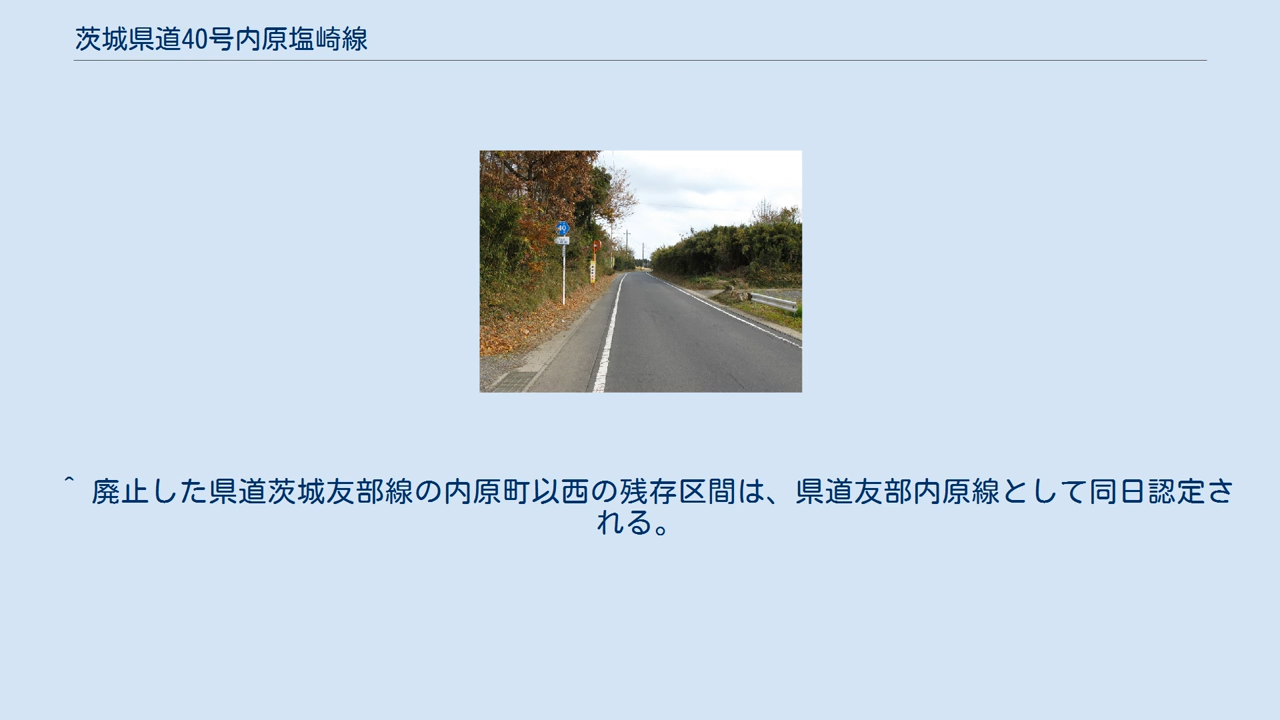 茨城県道40号内原塩崎線
40
^ 廃止した県道茨城友部線の内原町以西の残存区間は、県道友部内原線として同日認定さ
れる。